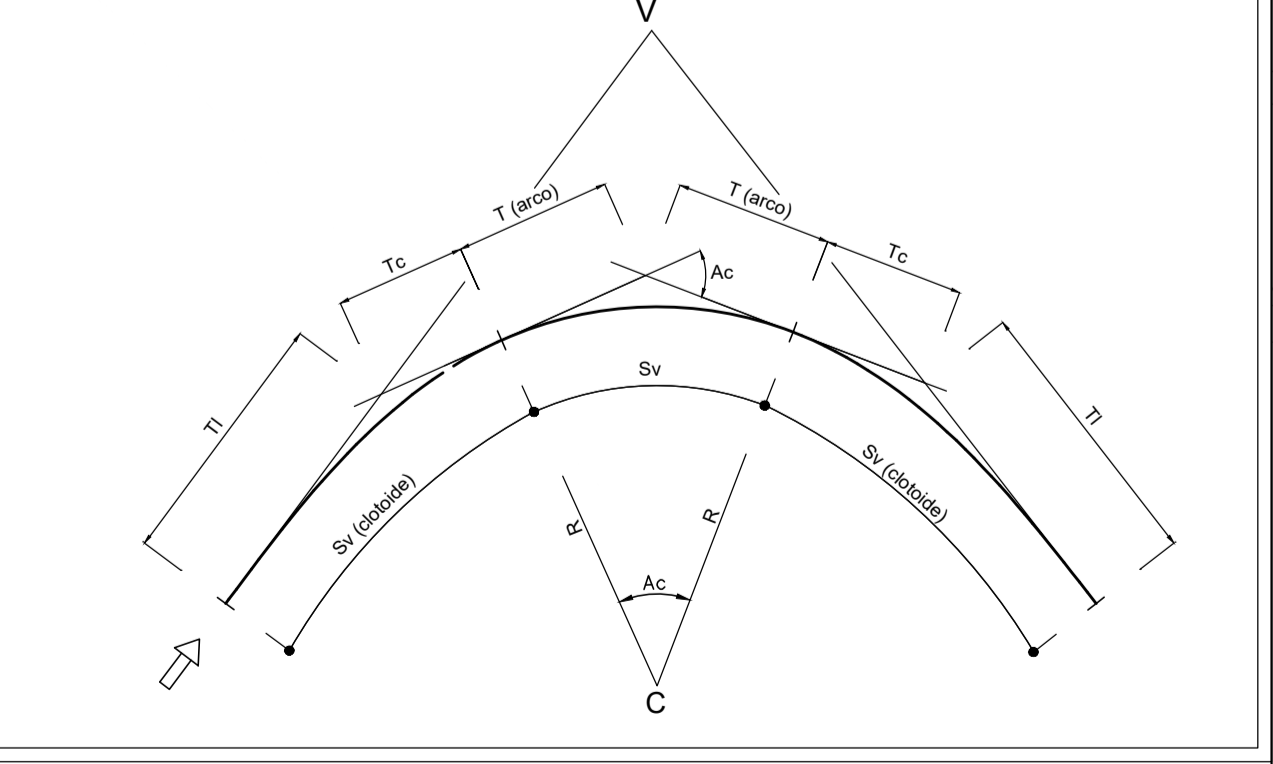 V
T (arco)
T (arco)
Tc
Tc
Ac
Tl
Tl
Sv
Sv (clotoide)
Sv (clotoide)
R
R
Ac
C